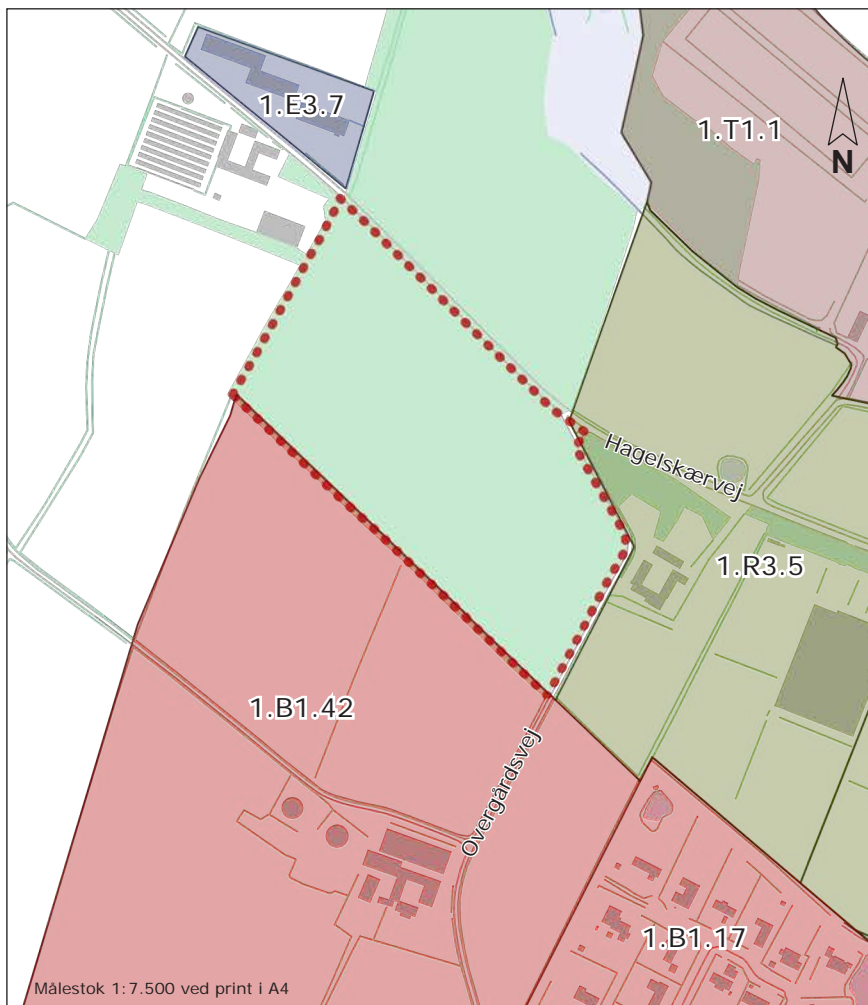 1.E3.7
1.T1.1
N
Hagelskærvej
1.R3.5
1.B1.42
Overgårdsvej
1.B1.17
Målestok 1:7.500 ved print i A4